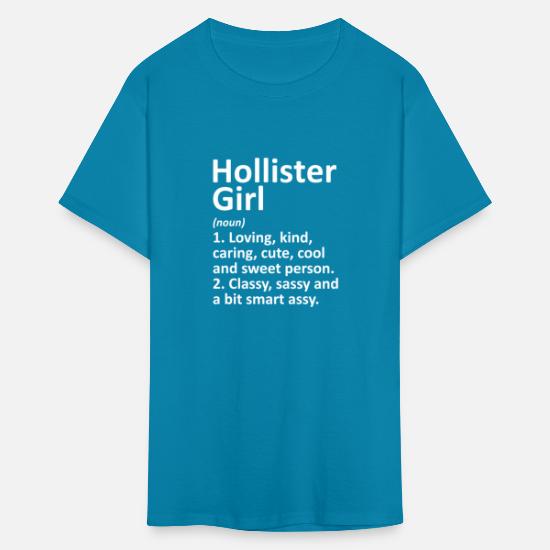 Hollister
Girl
(noun)
1. Loving, kind,
caring, cute, cool
and sweet person.
2. Classy, sassy and
a bit smart assy.